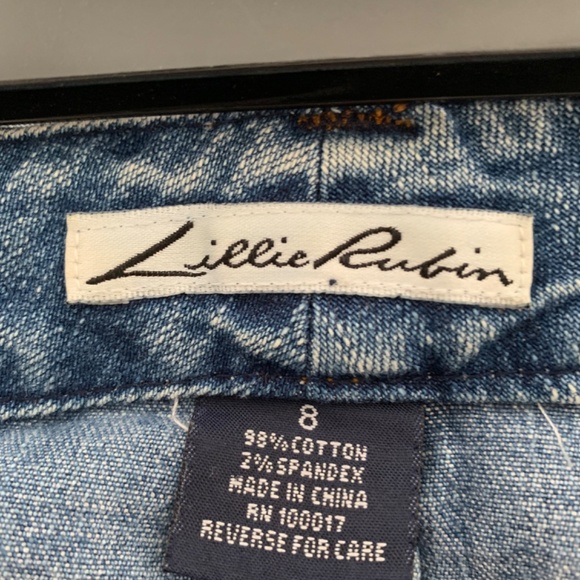 Lillie Rubin
8
98% COTTON
2% SPANDEX
MADE IN CHINA
RN 100017
REVERSE FOR CARE